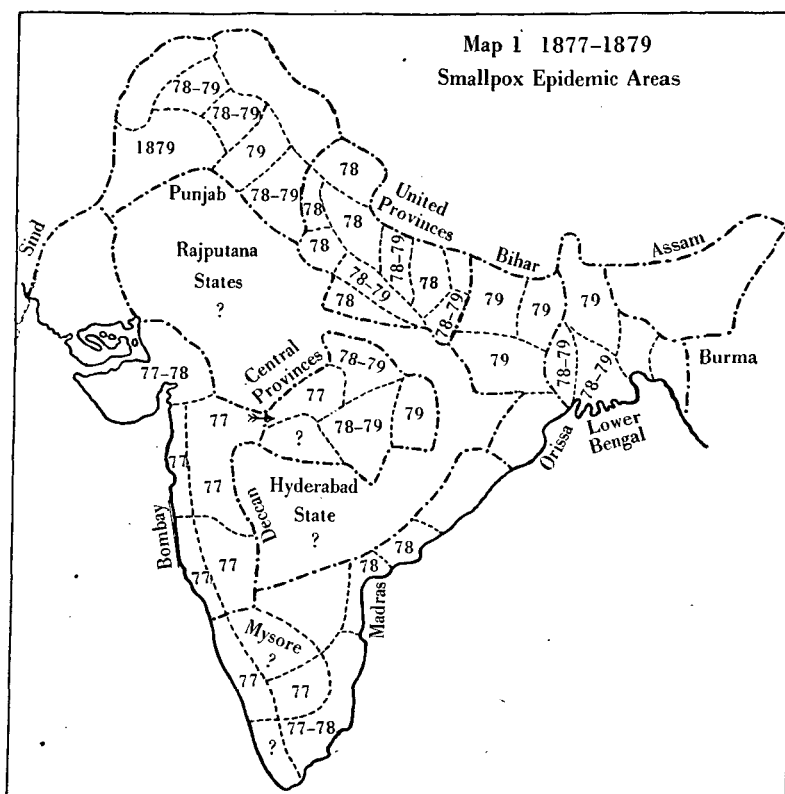 Map 1 1877-1879
Smallpox Epidemic Areas
78-79
78-79
1879
79
78
Punjab
78-79
78
78
United
Provinces
Sind
Rajputana
States
?
78
78-79
78
78-79
78
78-79
Bihar
Assam
79
79
79
77-78
Central
Provinces
78-79
79
78-79
78-79
Burma
77
77
?
78-79
79
Orissa
Lower
Bengal
77
77
Deccan
Hyderabad
State
?
Bombay
77
77
78
78
Madras
Mysore
?
77
77
77-78
?